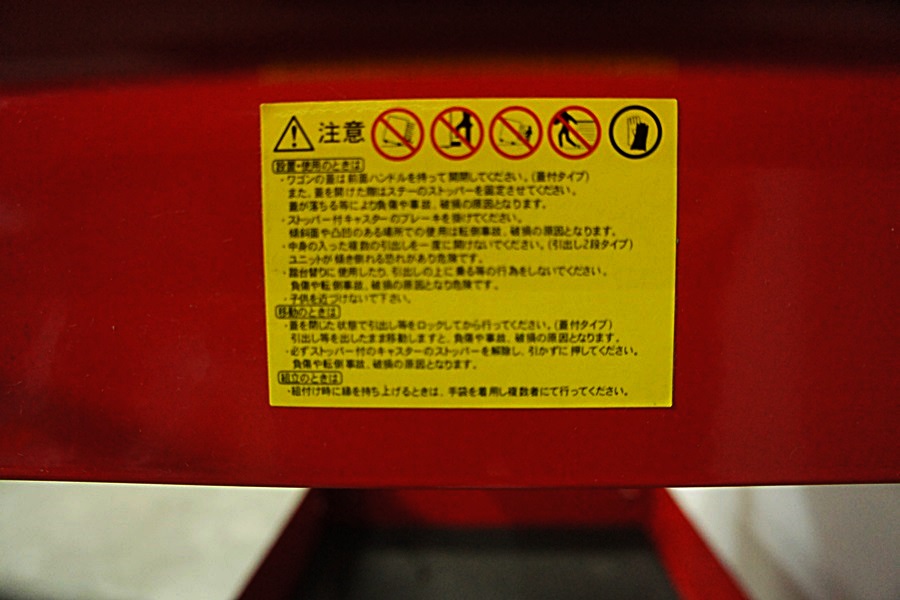 注意
設置・使用のときは
・ワゴンの蓋は前面ハンドルを持って開閉してください。(蓋付タイプ)
また、蓋を開けた際はステーのストッパーを固定させてください。
蓋が落ちる等により負傷や事故、破損の原因となります。
・ストッパー付キャスターのブレーキを掛けてください。
傾斜面や凸凹のある場所での使用は転倒事故、破損の原因となります。
・中身の入った複数の引出しを一度に開けないでください。(引出し2段タイプ)
ユニットが傾き倒れる恐れがあり危険です。
・踏台替りに使用したり、引出しの上に乗る等の行為をしないでください。
負傷や転倒事故、破損の原因となり危険です。
・子供を近づけないで下さい。
移動のときは
・蓋を閉じた状態で引出し等をロックしてから行ってください。(蓋付タイプ)
引出し等を出したまま移動しますと、負傷や事故、破損の原因となります。
・必ずストッパー付のキャスターのストッパーを解除し、引かずに押してください。
負傷や転倒事故、破損の原因となります。
組立のときは
・組付け時に縁を持ち上げるときは、手袋を着用し複数者にて行ってください。